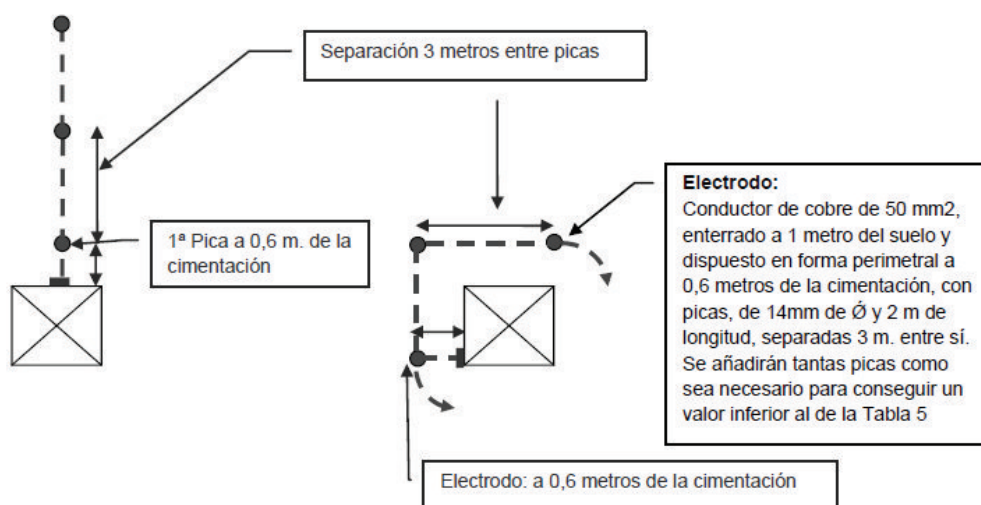 Separación 3 metros entre picas
1ª Pica a 0,6 m. de la
cimentación
Electrodo:
Conductor de cobre de 50 mm2,
enterrado a 1 metro del suelo y
dispuesto en forma perimetral a
0,6 metros de la cimentación, con
picas, de 14mm de Ǿ y 2 m de
longitud, separadas 3 m. entre sí.
Se añadirán tantas picas como
sea necesario para conseguir un
valor inferior al de la Tabla 5
Electrodo: a 0,6 metros de la cimentación